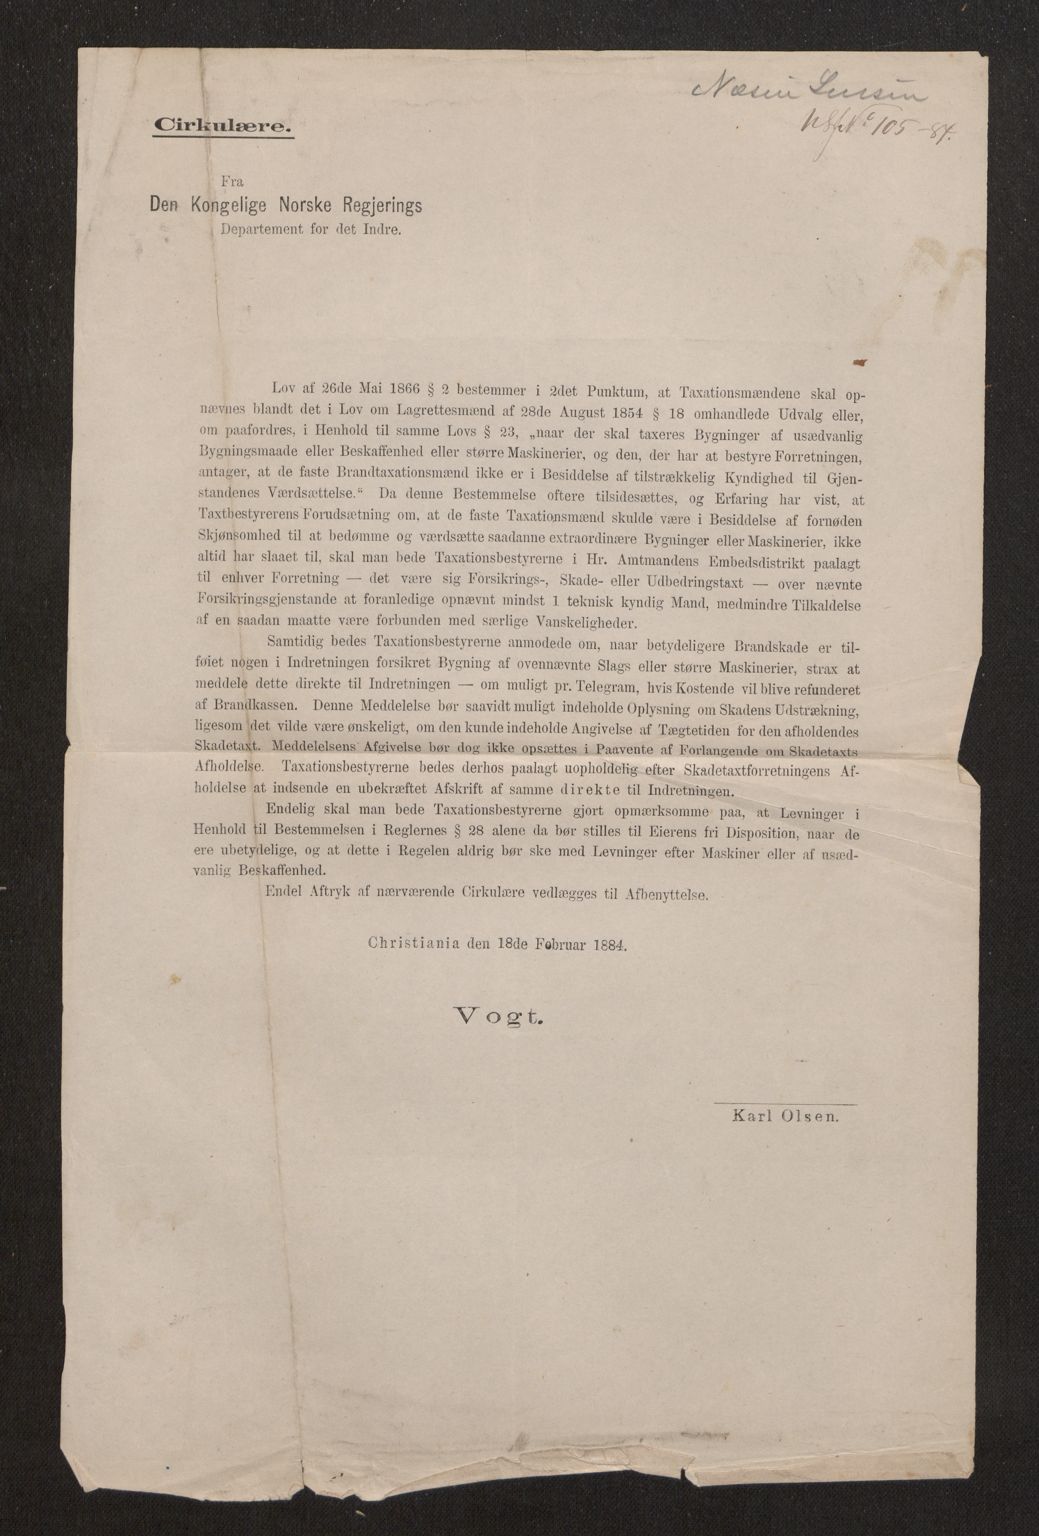 Cirkulære.
No 105 – 84.
Fra
Den Kongelige Norske Regjerings
Departement for det Indre.
Lov af 26de Mai 1866 § 2 bestemmer i 2det Punktum, at Taxationsmændene skal op-
nævnes blandt det i Lov om Lagrettesmænd af 28de August 1854 § 18 omhandlede Udvalg eller,
om paafordres, i Henhold til samme Lovs § 23, „naar der skal taxeres Bygninger af usædvanlig
Bygningsmaade eller Beskaffenhed eller større Maskinerier, og den, der har at bestyre Forretningen,
antager, at de faste Brandtaxationsmænd ikke er i Besiddelse af tilstrækkelig Kyndighed til Gjen-
standenes Værdsættelse.“ Da denne Bestemmelse oftere tilsidesættes, og Erfaring har vist, at
Taxtbestyrerens Forudsætning om, at de faste Taxationsmænd skulde være i Besiddelse af fornøden
Skjønsomhed til at bedømme og værdsætte saadanne extraordinære Bygninger eller Maskinerier, ikke
altid har slaaet til, skal man bede Taxationsbestyrerne i Hr. Amtmandens Embedsdistrikt paalagt
til enhver Forretning — det være sig Forsikrings-, Skade- eller Udbedringstaxt — over nævnte
Forsikringsgjenstande at foranledige opnævnt mindst 1 teknisk kyndig Mand, medmindre Tilkaldelse
af en saadan maatte være forbunden med særlige Vanskeligheder.
Samtidig bedes Taxationsbestyrerne anmodede om, naar betydeligere Brandskade er til-
føiet nogen i Indretningen forsikret Bygning af ovennævnte Slags eller større Maskinerier, strax at
meddele dette direkte til Indretningen — om muligt pr. Telegram, hvis Kostende vil blive refunderet
af Brandkassen. Denne Meddelelse bør saavidt muligt indeholde Oplysning om Skadens Udstrækning,
ligesom det vilde være ønskeligt, om den kunde indeholde Angivelse af Tægtetiden for den afholdendes
Skadetaxt. Meddelelsens Afgivelse bør dog ikke opsættes i Paavente af Forlangende om Skadetaxts
Afholdelse. Taxationsbestyrerne bedes derhos paalagt uopholdelig efter Skadetaxtforretningens Af-
holdelse at indsende en ubekræftet Afskrift af samme direkte til Indretningen.
Endelig skal man bede Taxationsbestyrerne gjort opmærksomme paa, at Levninger i
Henhold til Bestemmelsen i Reglernes § 28 alene da bør stilles til Eierens fri Disposition, naar de
ere ubetydelige, og at dette i Regelen aldrig bør ske med Levninger efter Maskiner eller af usæd-
vanlig Beskaffenhed.
Endel Aftryk af nærværende Cirkulære vedlægges til Afbenyttelse.
Christiania den 18de Februar 1884.
Vogt.
Karl Olsen.